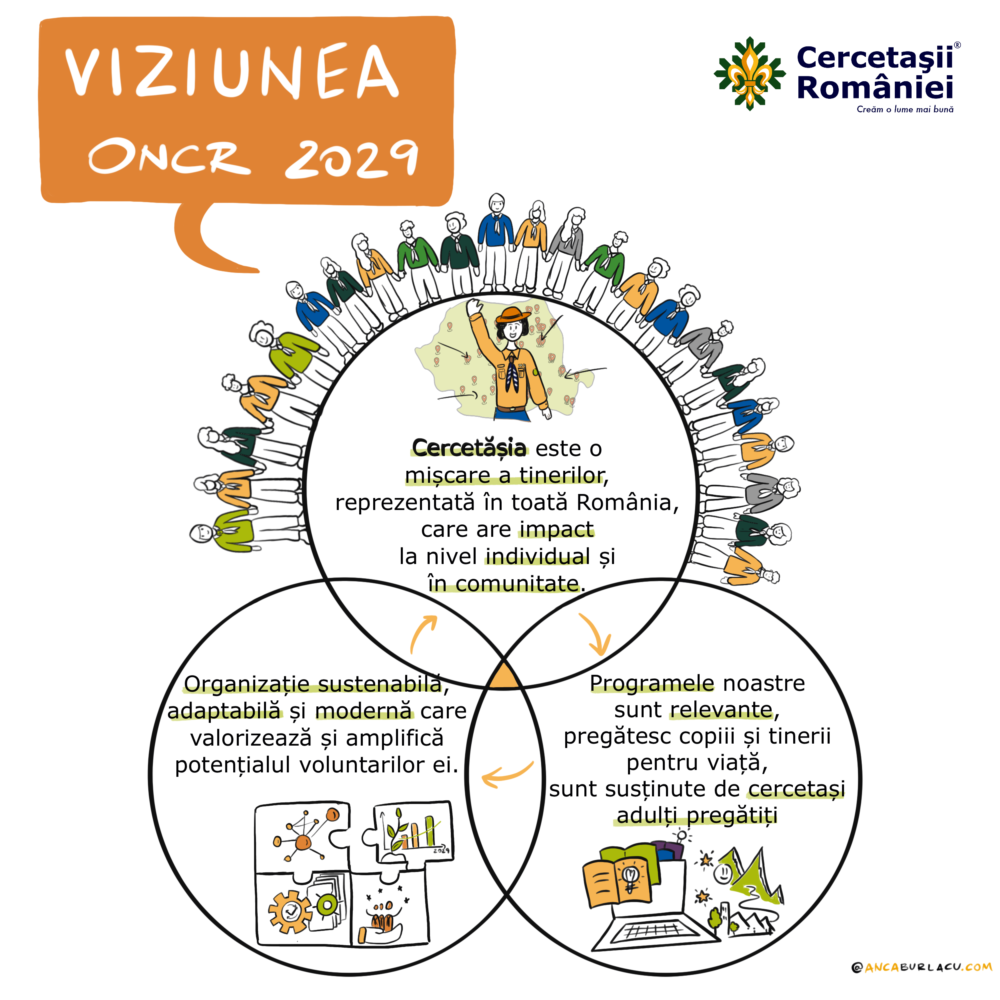 VIZIUNEA
ONCR 2029
Cercetaşii®
României
Creăm o lume mai bună
Cercetășia este o
mișcare a tinerilor,
reprezentată în toată România,
care are impact
la nivel individual și
în comunitate.
Organizație sustenabilă,
adaptabilă și modernă care
valorizează și amplifică
potențialul voluntarilor ei.
2029
Programele noastre
sunt relevante,
pregătesc copiii și tinerii
pentru viață,
sunt susținute de cercetași
adulți pregătiți
@ANCABURLACU.COM